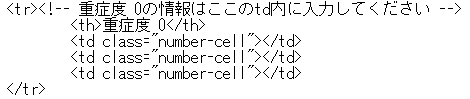 <tr><!-- 重症度 0の情報はここのtd内に入力してください -->
<th>重症度 0</th>
<td class="number-cell"></td>
<td class="number-cell"></td>
<td class="number-cell"></td>
</tr>